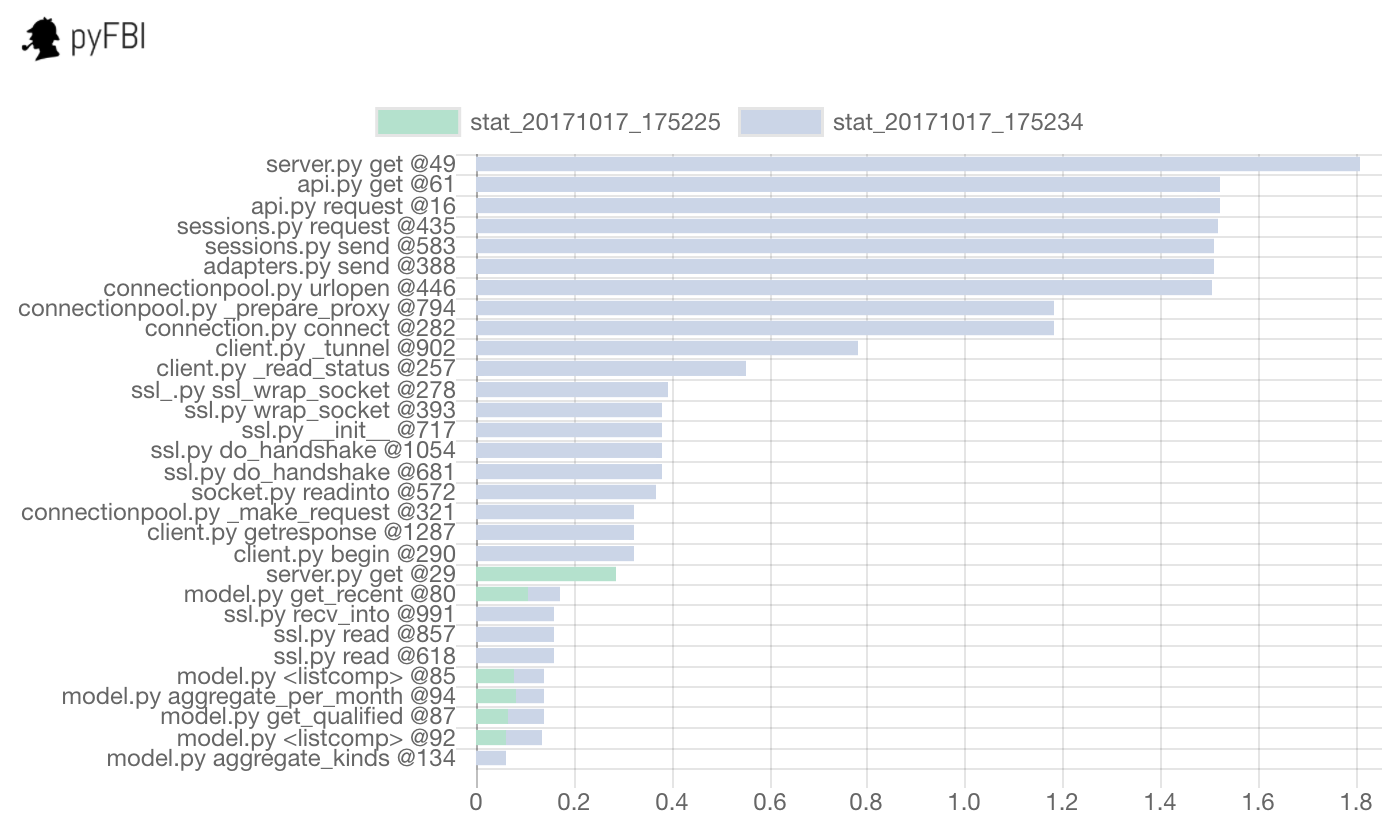 pyFBI
stat_20171017_175225 stat_20171017_175234
server.py get @49
api.py get @61
api.py request @16
sessions.py request @435
sessions.py send @583
adapters.py send @388
connectionpool.py urlopen @446
connectionpool.py _prepare_proxy @794
connection.py connect @282
client.py _tunnel @902
client.py _read_status @257
ssl_.py ssl_wrap_socket @278
ssl.py wrap_socket @393
ssl.py __init__ @717
ssl.py do_handshake @1054
ssl.py do_handshake @681
socket.py readinto @572
connectionpool.py _make_request @321
client.py getresponse @1287
client.py begin @290
server.py get @29
model.py get_recent @80
ssl.py recv_into @991
ssl.py read @857
ssl.py read @618
model.py <listcomp> @85
model.py aggregate_per_month @94
model.py get_qualified @87
model.py <listcomp> @92
model.py aggregate_kinds @134
0 0.2 0.4 0.6 0.8 1.0 1.2 1.4 1.6 1.8